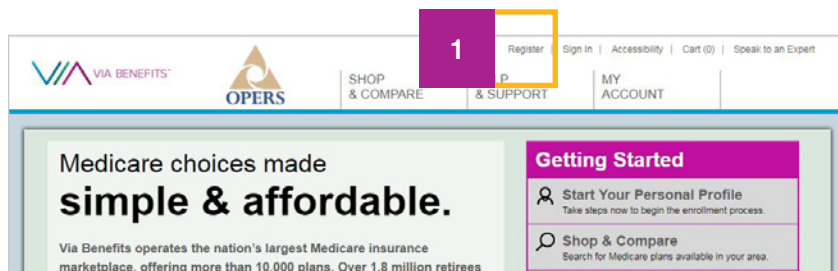 1
Register | Sign In | Accessibility | Cart (0) | Speak to an Expert
VIA VIA BENEFITS
OPERS
SHOP
& COMPARE
LP
& SUPPORT
MY
ACCOUNT
Medicare choices made
simple & affordable.
Via Benefits operates the nation's largest Medicare insurance
marketplace, offering more than 10,000 plans. Over 1.8 million retirees
Getting Started
Start Your Personal Profile
Take steps now to begin the enrollment process.
Shop & Compare
Search for Medicare plans available in your area.